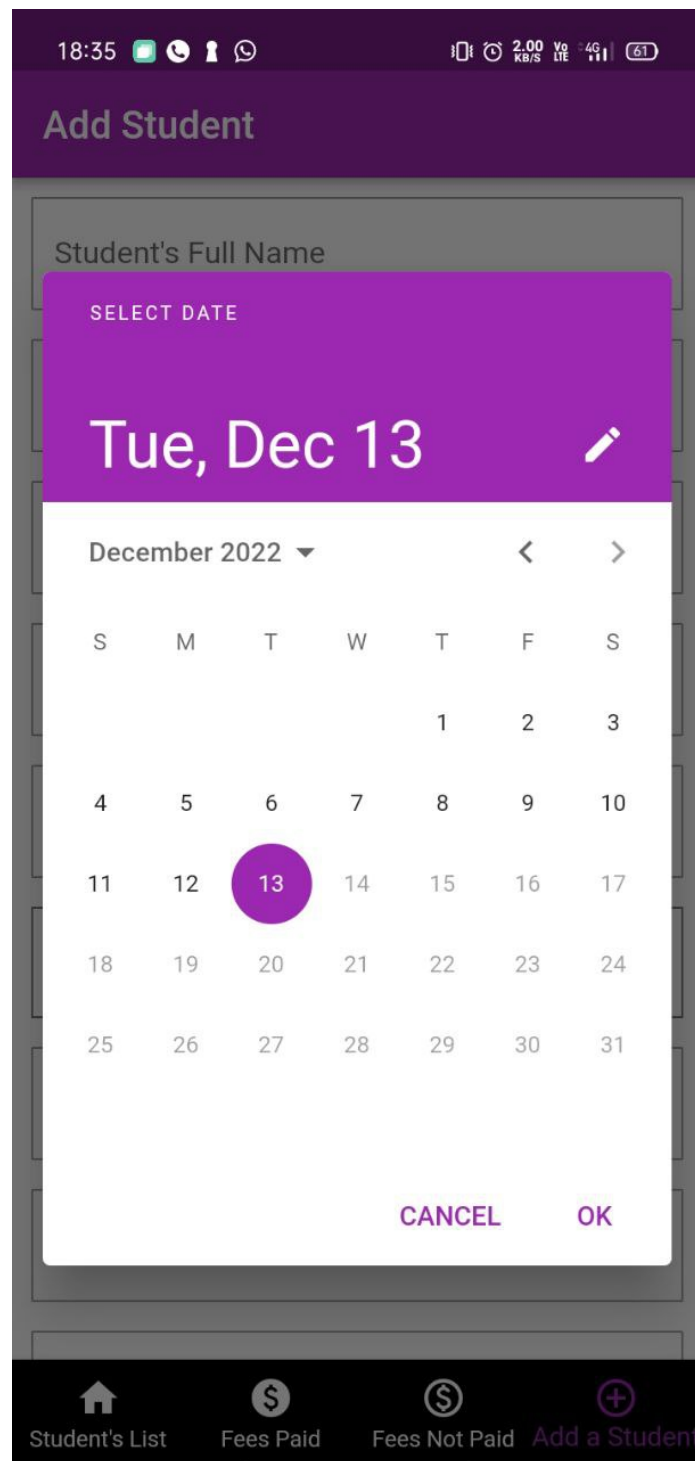 18:35 2.00 KB/S Vo LTE 4G 61
Add Student
Student's Full Name
SELECT DATE
Tue, Dec 13
December 2022
S M T W T F S
1 2 3
4 5 6 7 8 9 10
11 12 13 14 15 16 17
18 19 20 21 22 23 24
25 26 27 28 29 30 31
CANCEL OK
Student's List Fees Paid Fees Not Paid Add a Student